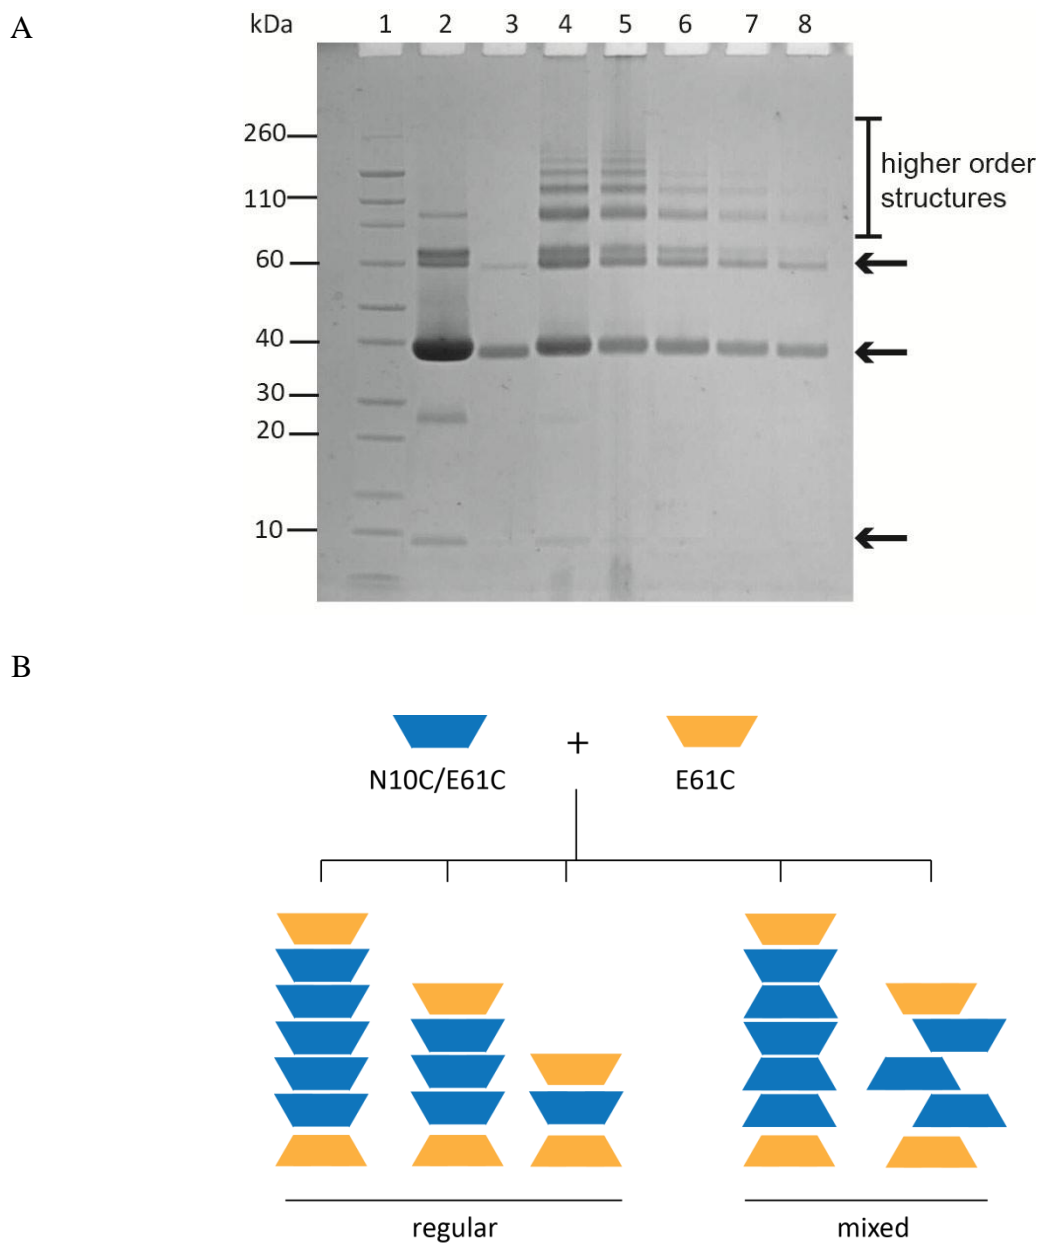 A
kDa 1 2 3 4 5 6 7 8
260
110
60
40
30
20
10
higher order
structures
B
+
N10C/E61C E61C
regular mixed